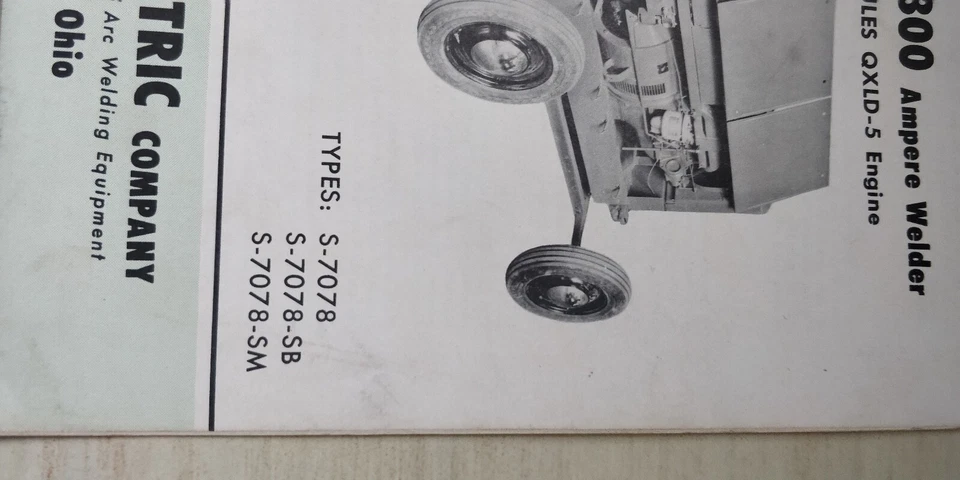 300 Ampere Welder
ULES QXLD-5 Engine
TYPES: S-7078
S-7078-SB
S-7078-SM
TRIC COMPANY
Arc Welding Equipment
Ohio